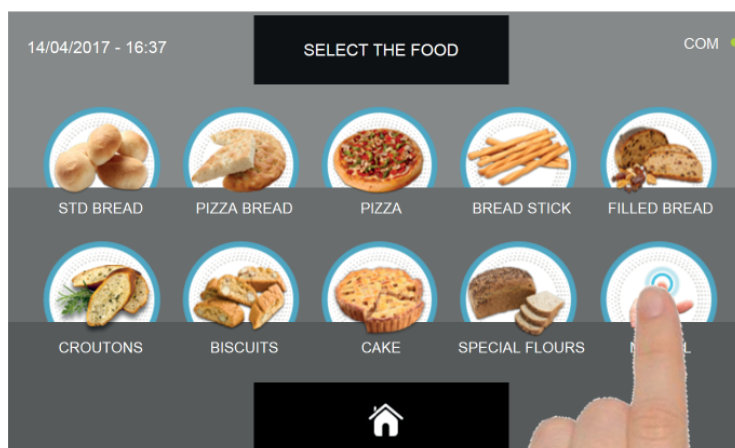 14/04/2017 - 16:37
SELECT THE FOOD
COM
STD BREAD
PIZZA BREAD
PIZZA
BREAD STICK
FILLED BREAD
CROUTONS
BISCUITS
CAKE
SPECIAL FLOURS